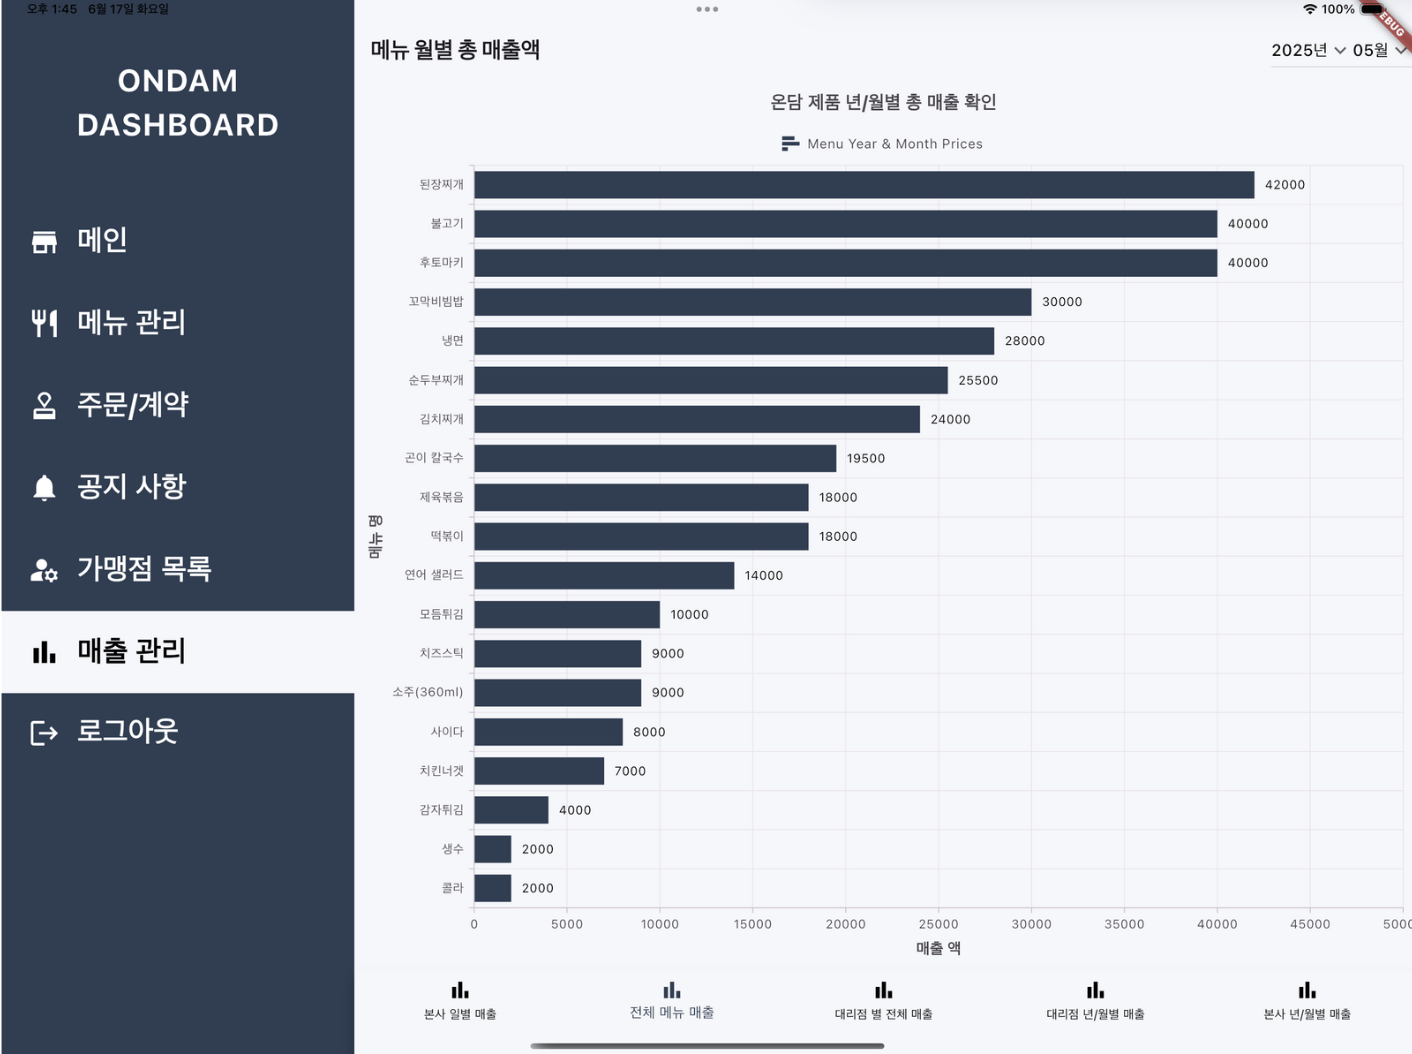 오후 1:45 6월 17일 화요일
100%
EBUG
ONDAM
DASHBOARD
메인
메뉴 관리
주문/계약
공지 사항
가맹점 목록
매출 관리
로그아웃
메뉴 월별 총 매출액
2025년 05월
온담 제품 년/월별 총 매출 확인
Menu Year & Month Prices
메뉴 명
된장찌개 42000
불고기 40000
후토마키 40000
꼬막비빔밥 30000
냉면 28000
순두부찌개 25500
김치찌개 24000
곤이 칼국수 19500
제육볶음 18000
떡볶이 18000
연어 샐러드 14000
모듬튀김 10000
치즈스틱 9000
소주(360ml) 9000
사이다 8000
치킨너겟 7000
감자튀김 4000
생수 2000
콜라 2000
0 5000 10000 15000 20000 25000 30000 35000 40000 45000 5000
매출 액
본사 일별 매출 전체 메뉴 매출 대리점 별 전체 매출 대리점 년/월별 매출 본사 년/월별 매출